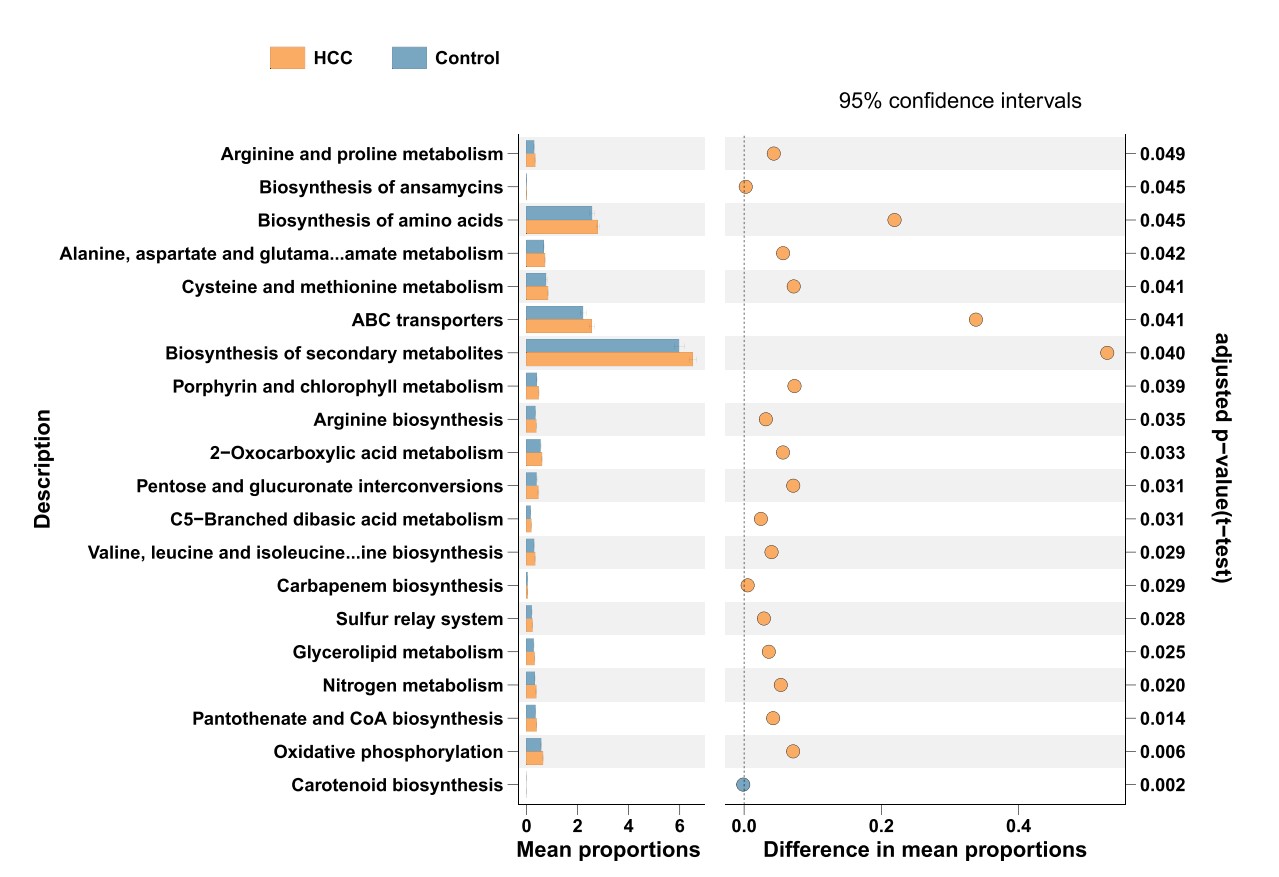 HCC Control
95% confidence intervals
Description
Arginine and proline metabolism 0.049
Biosynthesis of ansamycins 0.045
Biosynthesis of amino acids 0.045
Alanine, aspartate and glutama...amate metabolism 0.042
Cysteine and methionine metabolism 0.041
ABC transporters 0.041
Biosynthesis of secondary metabolites 0.040
Porphyrin and chlorophyll metabolism 0.039
Arginine biosynthesis 0.035
2−Oxocarboxylic acid metabolism 0.033
Pentose and glucuronate interconversions 0.031
C5−Branched dibasic acid metabolism 0.031
Valine, leucine and isoleucine...ine biosynthesis 0.029
Carbapenem biosynthesis 0.029
Sulfur relay system 0.028
Glycerolipid metabolism 0.025
Nitrogen metabolism 0.020
Pantothenate and CoA biosynthesis 0.014
Oxidative phosphorylation 0.006
Carotenoid biosynthesis 0.002
adjusted p−value(t−test)
0 2 4 6 0.0 0.2 0.4
Mean proportions Difference in mean proportions